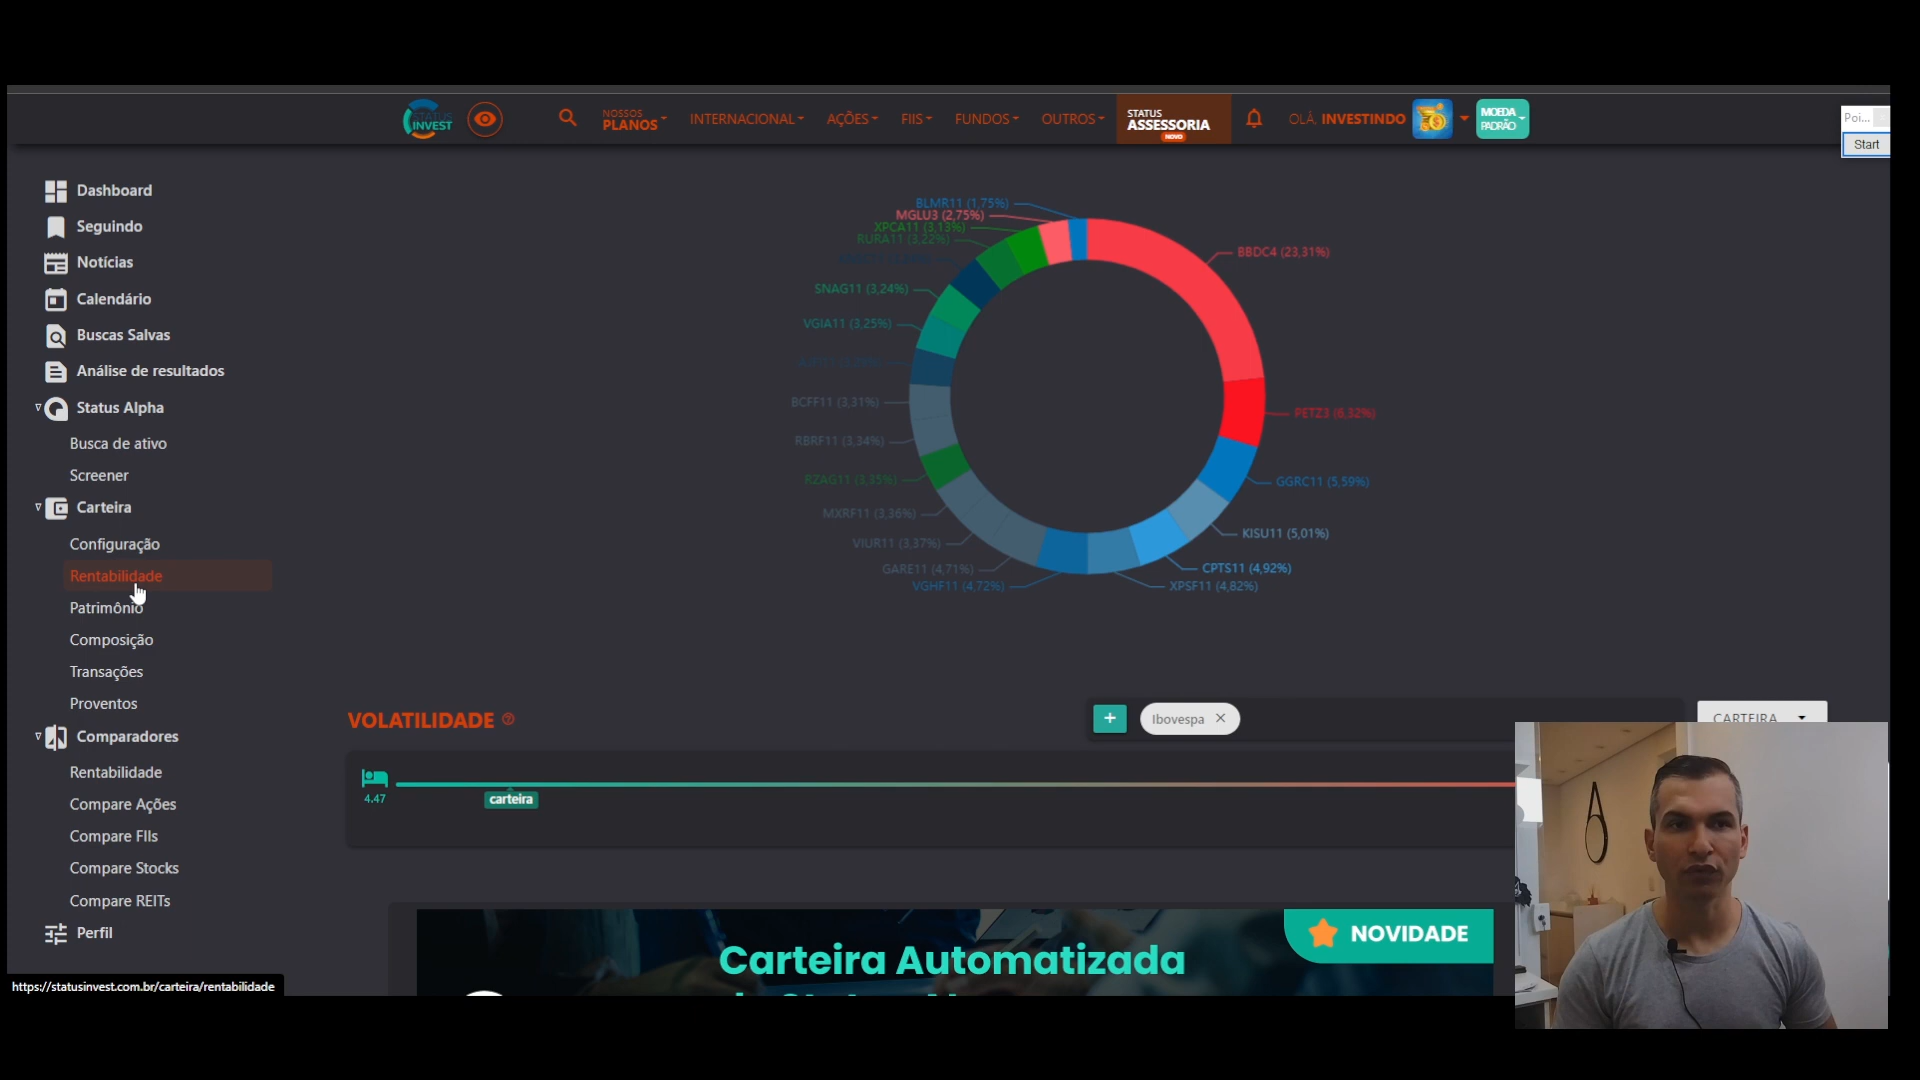 STATUS
INVEST
NOSSOS
PLANOS
INTERNACIONAL
AÇÕES
FIIS
FUNDOS
OUTROS
STATUS
ASSESSORIA
NOVO
OLÁ, INVESTINDO
MOEDA
PADRÃO
Poi...
Start
Dashboard
Seguindo
Notícias
Calendário
Buscas Salvas
Análise de resultados
Status Alpha
Busca de ativo
Screener
Carteira
Configuração
Rentabilidade
Patrimônio
Composição
Transações
Proventos
Comparadores
Rentabilidade
Compare Ações
Compare FIIs
Compare Stocks
Compare REITs
Perfil
https://statusinvest.com.br/carteira/rentabilidade
BLMR11 (1,75%)
MGLU3 (2,75%)
XPCA11 (3,13%)
RURA11 (3,22%)
SNAG11 (3,24%)
VGIA11 (3,25%)
BCFF11 (3,31%)
RBRF11 (3,34%)
RZAG11 (3,35%)
MXRF11 (3,36%)
VIUR11 (3,37%)
GARE11 (4,71%)
VGHF11 (4,72%)
BBDC4 (23,31%)
PETZ3 (6,32%)
GGRC11 (5,59%)
KISU11 (5,01%)
CPTS11 (4,92%)
XPSF11 (4,82%)
VOLATILIDADE
Ibovespa
CARTEIRA
4.47
carteira
NOVIDADE
Carteira Automatizada